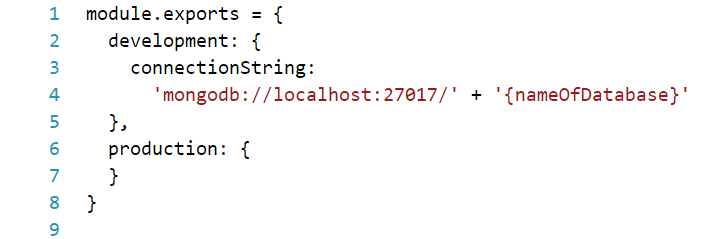 1 module.exports = {
2   development: {
3     connectionString:
4       'mongodb://localhost:27017/' + '{nameOfDatabase}'
5   },
6   production: {
7   }
8 }
9